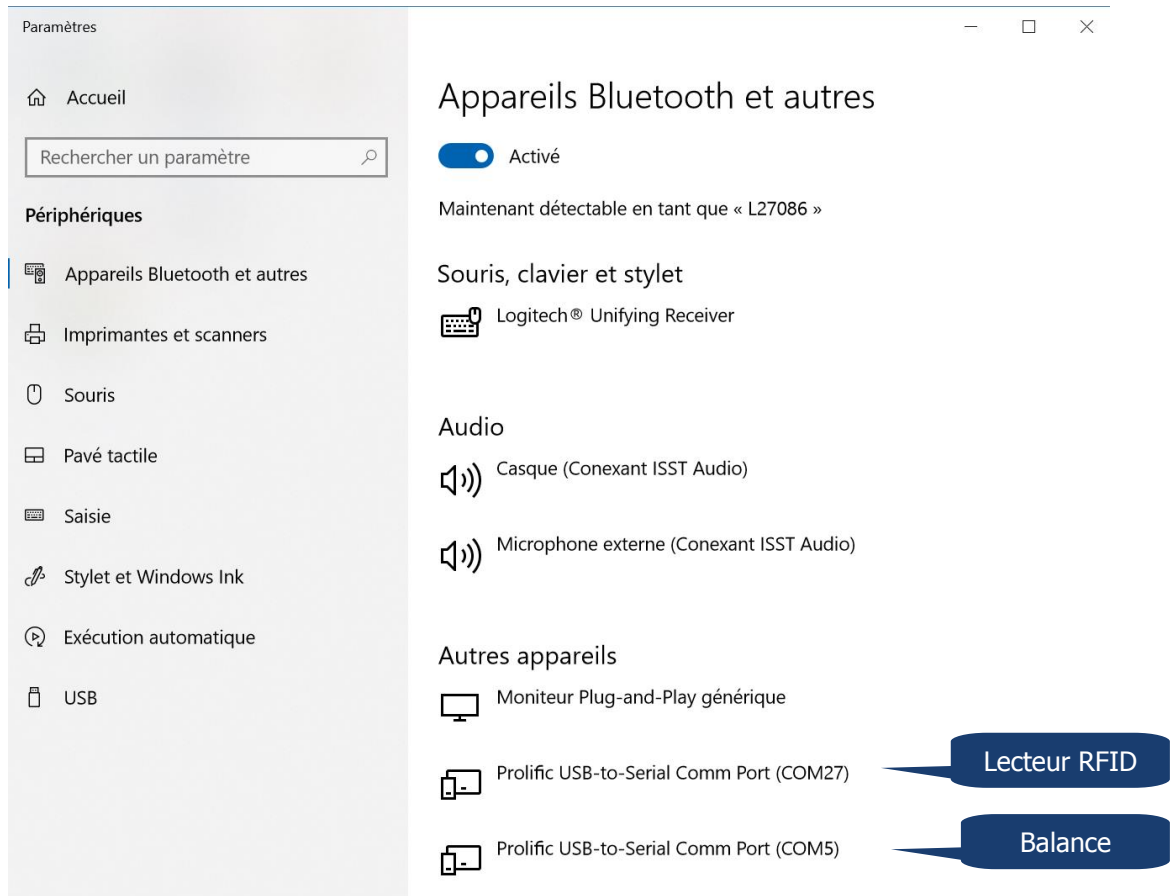 Paramètres
Accueil
Rechercher un paramètre
Périphériques
Appareils Bluetooth et autres
Imprimantes et scanners
Souris
Pavé tactile
Saisie
Stylet et Windows Ink
Exécution automatique
USB
Appareils Bluetooth et autres
Activé
Maintenant détectable en tant que « L27086 »
Souris, clavier et stylet
Logitech® Unifying Receiver
Audio
Casque (Conexant ISST Audio)
Microphone externe (Conexant ISST Audio)
Autres appareils
Moniteur Plug-and-Play générique
Prolific USB-to-Serial Comm Port (COM27)
Lecteur RFID
Prolific USB-to-Serial Comm Port (COM5)
Balance